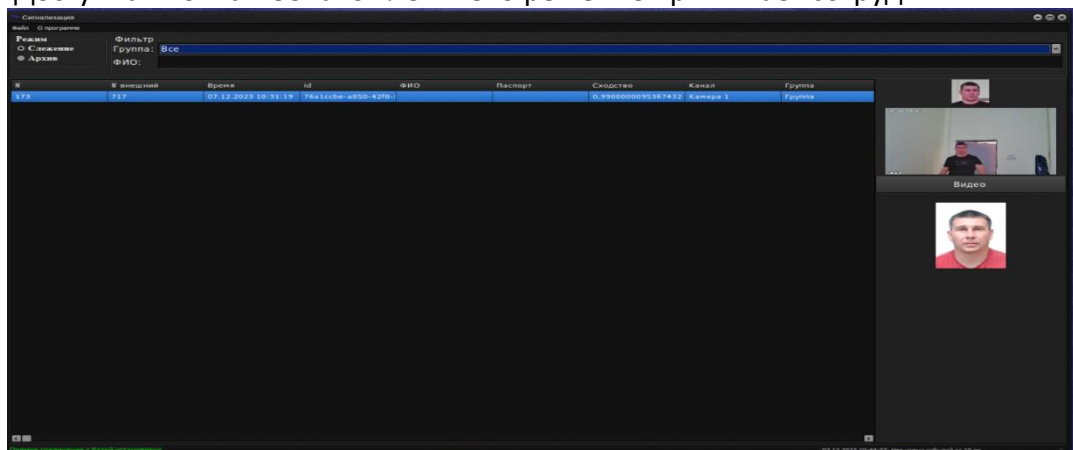 Сигнализация
Файл О программе
Режим
Слежение
Архив
Фильтр
Группа: Все
ФИО:
№ № внешний Время id ФИО Паспорт Сходство Канал Группа
173 717 07.12.2023 10:31:19 76a1ccbe-a850-42f6- 0,9900000095367432 Камера 1 Группа
Видео